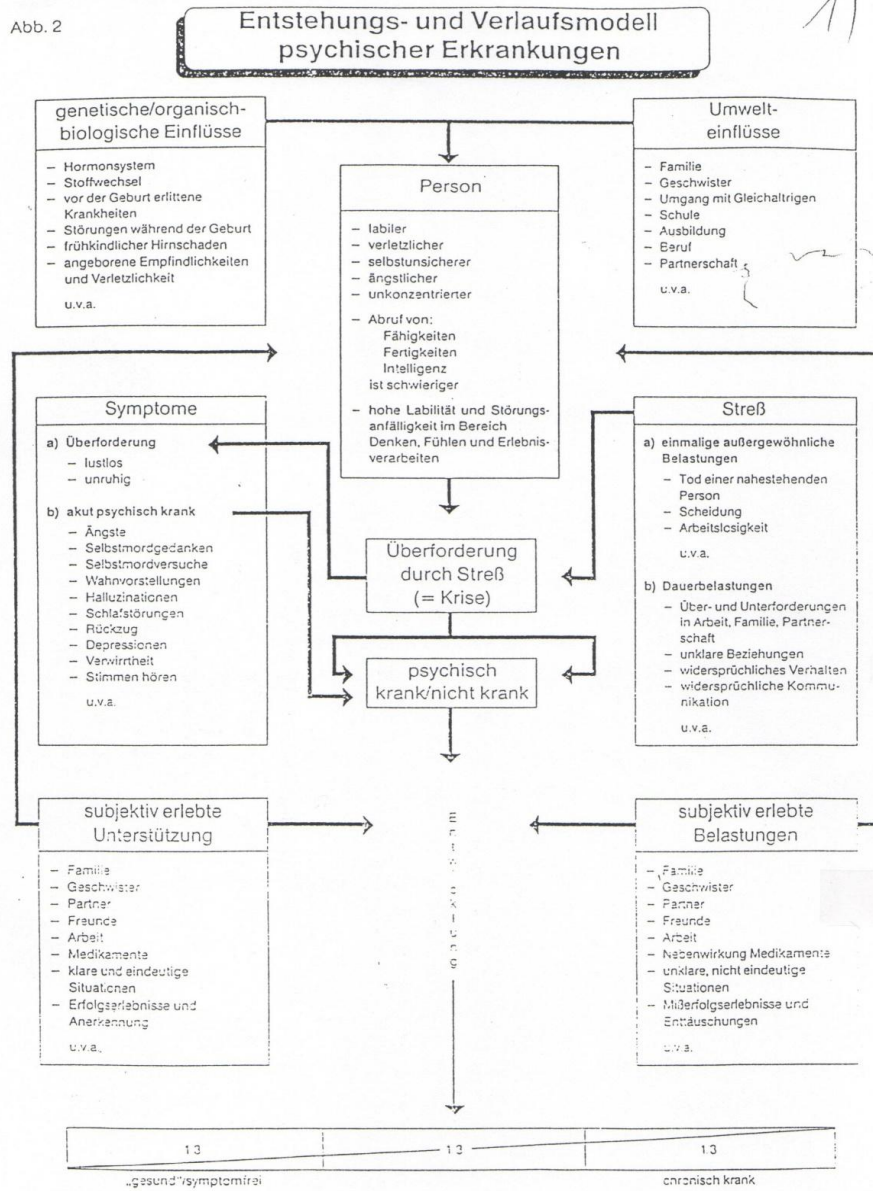 Abb. 2
Entstehungs- und Verlaufsmodell
psychischer Erkrankungen
genetische/organisch-
biologische Einflüsse
– Hormonsystem
– Stoffwechsel
– vor der Geburt erlittene
Krankheiten
– Störungen während der Geburt
– frühkindlicher Hirnschaden
– angeborene Empfindlichkeiten
und Verletzlichkeit
u.v.a.
Person
– labiler
– verletzlicher
– selbstunsicherer
– ängstlicher
– unkonzentrierter
– Abruf von:
Fähigkeiten
Fertigkeiten
Intelligenz
ist schwieriger
– hohe Labilität und Störungs-
anfälligkeit im Bereich
Denken, Fühlen und Erlebnis-
verarbeiten
Umwelt-
einflüsse
– Familie
– Geschwister
– Umgang mit Gleichaltrigen
– Schule
– Ausbildung
– Beruf
– Partnerschaft
u.v.a.
Symptome
a) Überforderung
– lustlos
– unruhig
b) akut psychisch krank
– Ängste
– Selbstmordgedanken
– Selbstmordversuche
– Wahnvorstellungen
– Halluzinationen
– Schlafstörungen
– Rückzug
– Depressionen
– Verwirrtheit
– Stimmen hören
u.v.a.
Überforderung
durch Streß
(= Krise)
psychisch
krank/nicht krank
Streß
a) einmalige außergewöhnliche
Belastungen
– Tod einer nahestehenden
Person
– Scheidung
– Arbeitslosigkeit
u.v.a.
b) Dauerbelastungen
– Über- und Unterforderungen
in Arbeit, Familie, Partner-
schaft
– unklare Beziehungen
– widersprüchliches Verhalten
– widersprüchliche Kommu-
nikation
u.v.a.
subjektiv erlebte
Unterstützung
– Familie
– Geschwister
– Partner
– Freunde
– Arbeit
– Medikamente
– klare und eindeutige
Situationen
– Erfolgserlebnisse und
Anerkennung
u.v.a.
Entwicklung
subjektiv erlebte
Belastungen
– Familie
– Geschwister
– Partner
– Freunde
– Arbeit
– Nebenwirkung Medikamente
– unklare, nicht eindeutige
Situationen
– Mißerfolgserlebnisse und
Enttäuschungen
u.v.a.
1/3
1/3
1/3
„gesund“/symptomfrei
chronisch krank